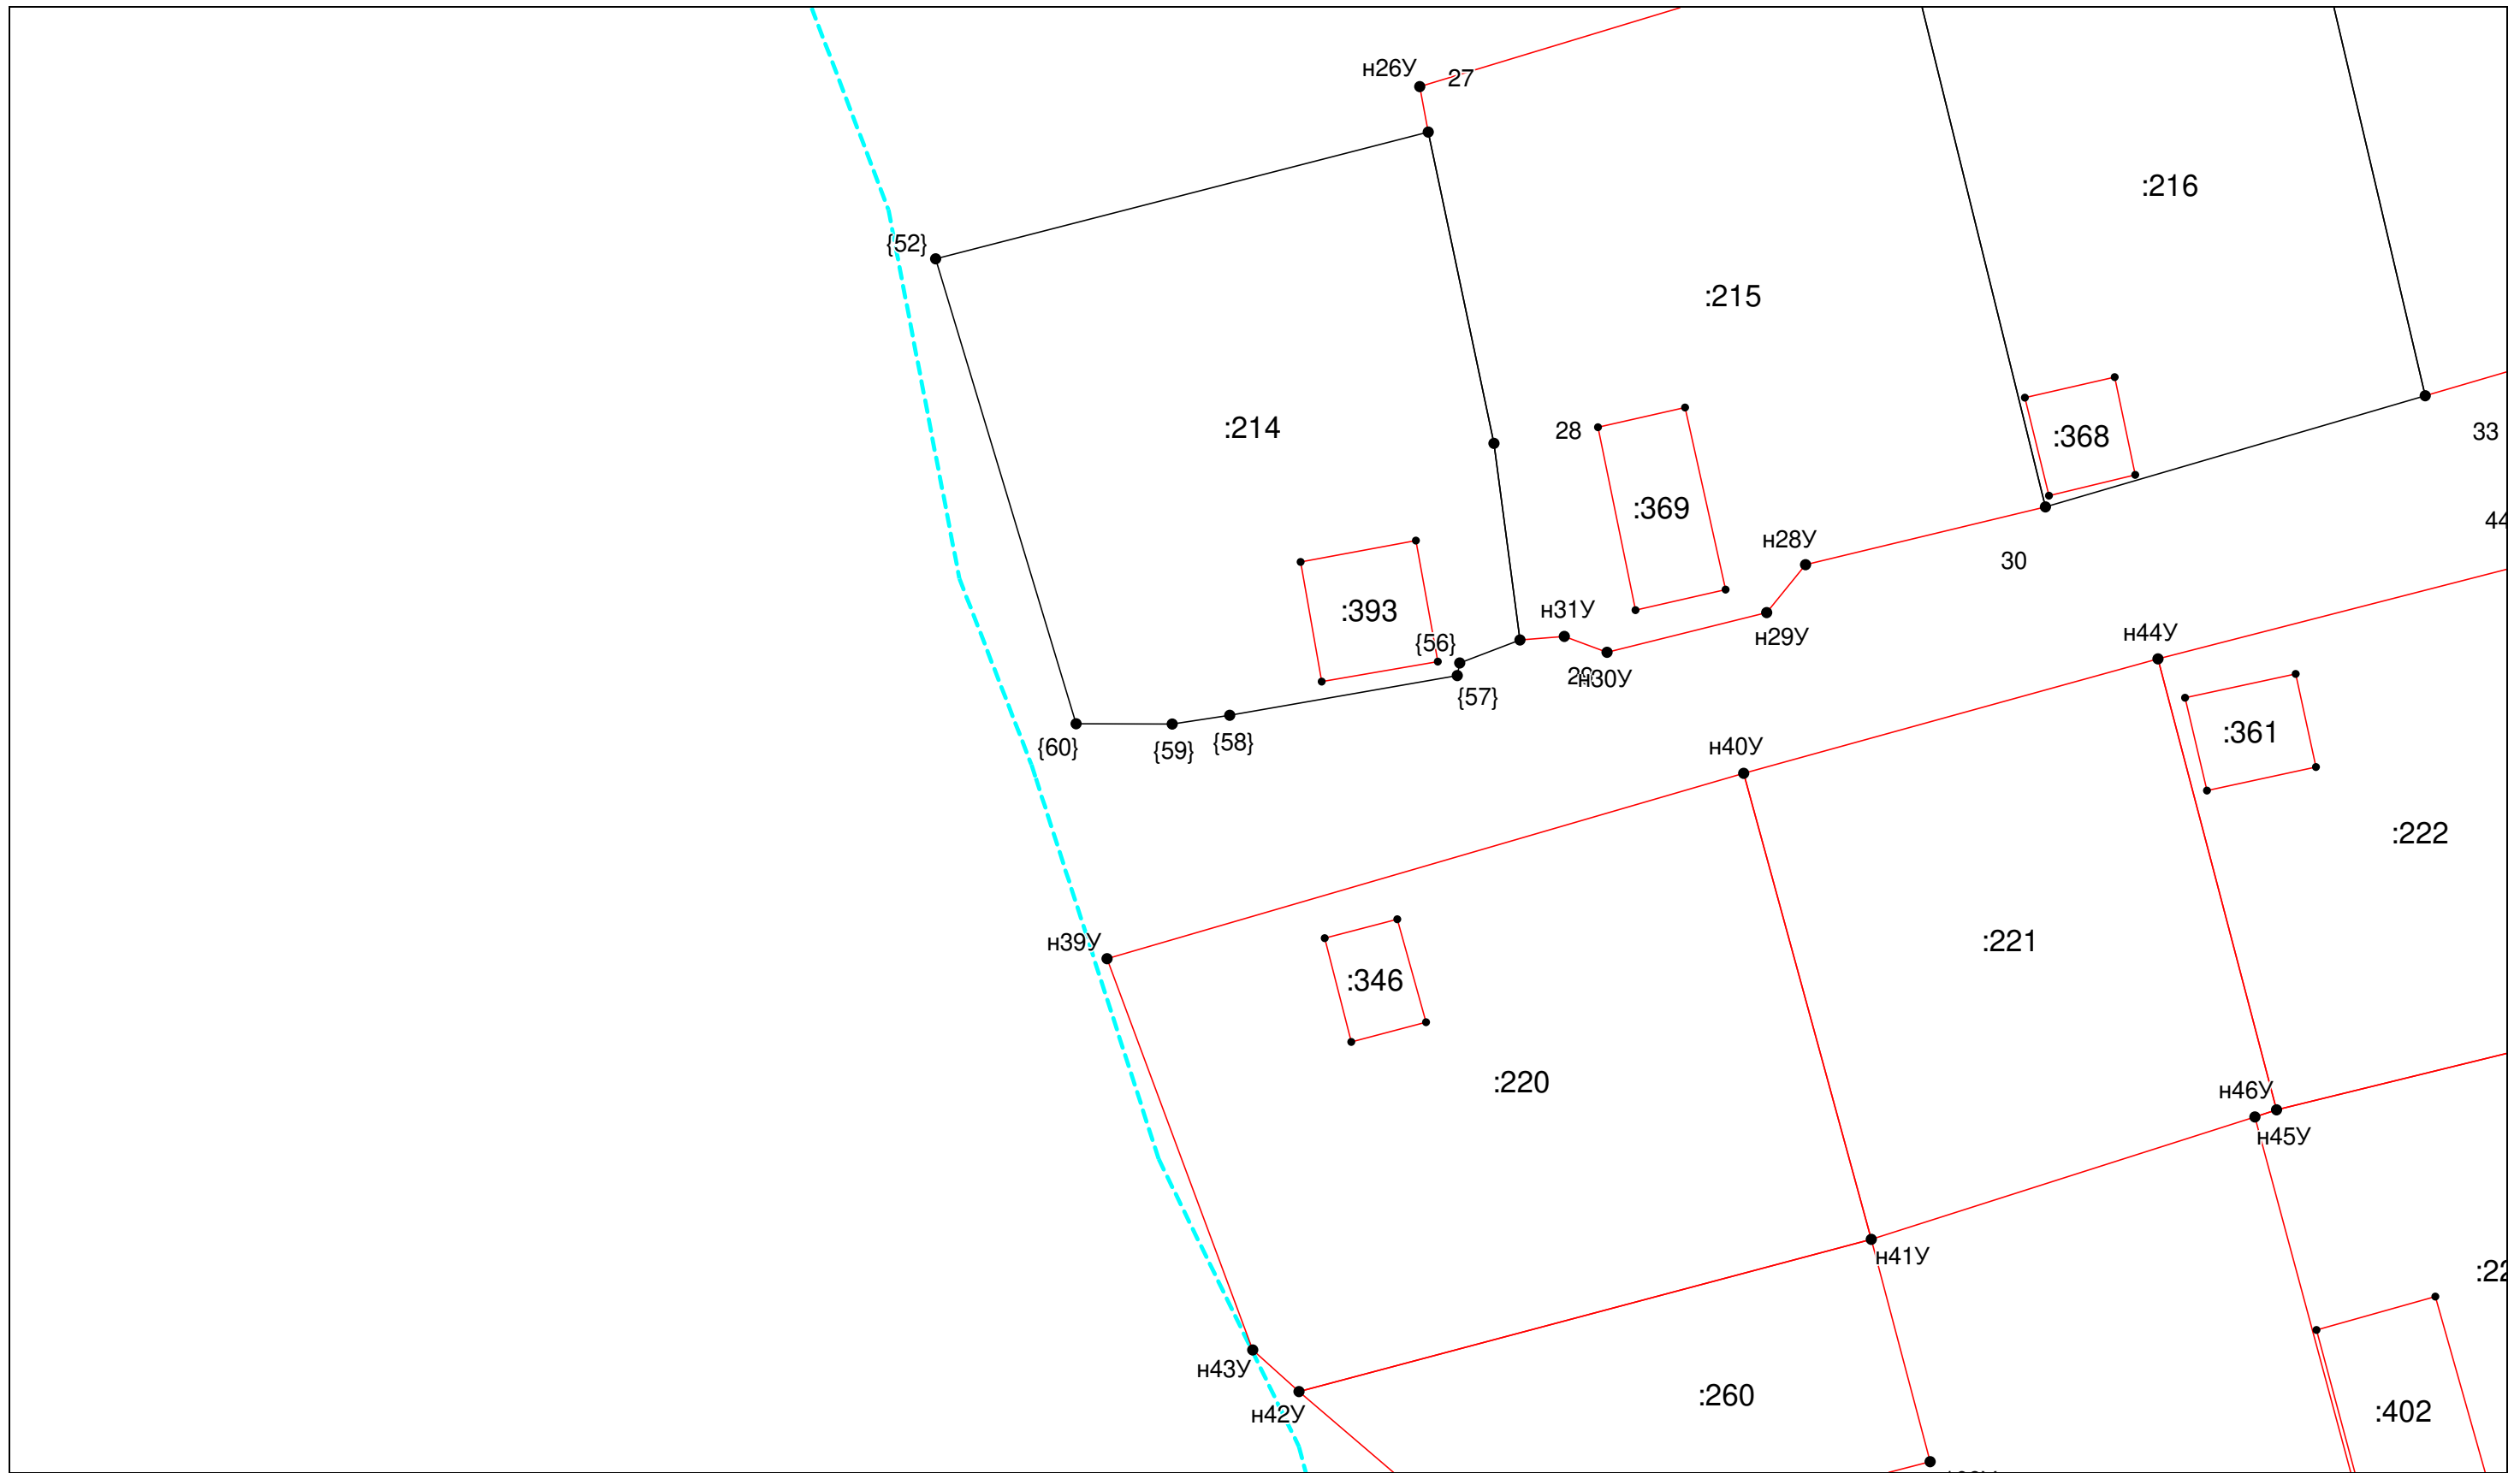 н26У
27
:216
{52}
:215
:214
28
:368
33
:369
44
н28У
30
:393
н31У
{56}
н29У
н44У
н30У
{57}
:361
{60}
{59}
{58}
н40У
:222
н39У
:221
:346
:220
н46У
н45У
н41У
:22
н43У
:260
н42У
:402